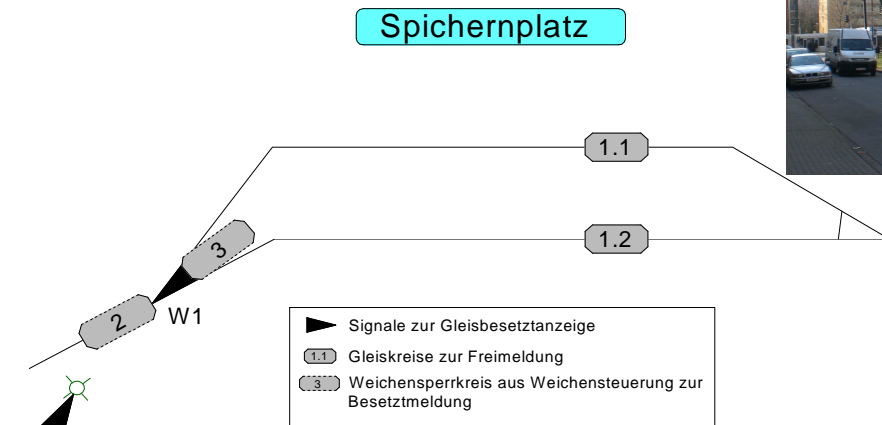 Spichernplatz
1.1
3
1.2
2
W1
Signale zur Gleisbesetztanzeige
1.1 Gleiskreise zur Freimeldung
3 Weichensperrkreis aus Weichensteuerung zur
Besetztmeldung